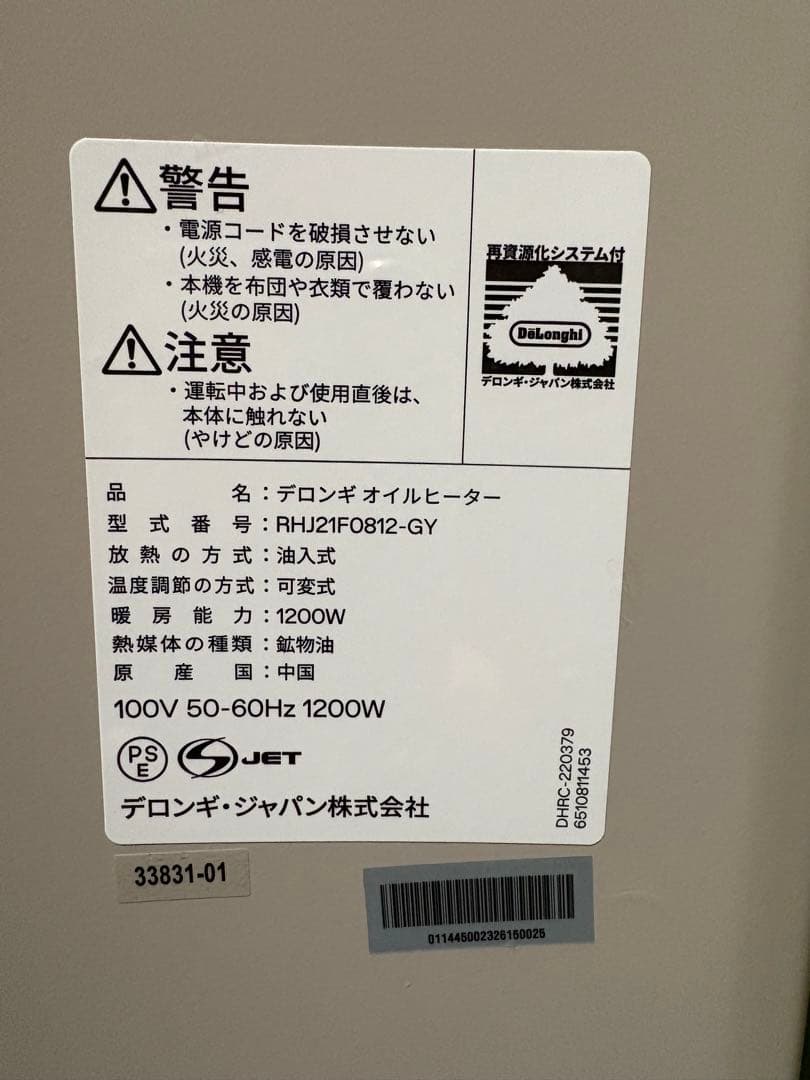 警告
・電源コードを破損させない
(火災、感電の原因)
・本機を布団や衣類で覆わない
(火災の原因)
注意
・運転中および使用直後は、
本体に触れない
(やけどの原因)
再資源化システム付
DeLonghi
デロンギ・ジャパン株式会社
品名：デロンギ オイルヒーター
型式番号：RHJ21F0812-GY
放熱の方式：油入式
温度調節の方式：可変式
暖房能力：1200W
熱媒体の種類：鉱物油
原産国：中国
100V 50-60Hz 1200W
PSE
JET
デロンギ・ジャパン株式会社
DHRC-220379
6510811453
33831-01
011445002326150025